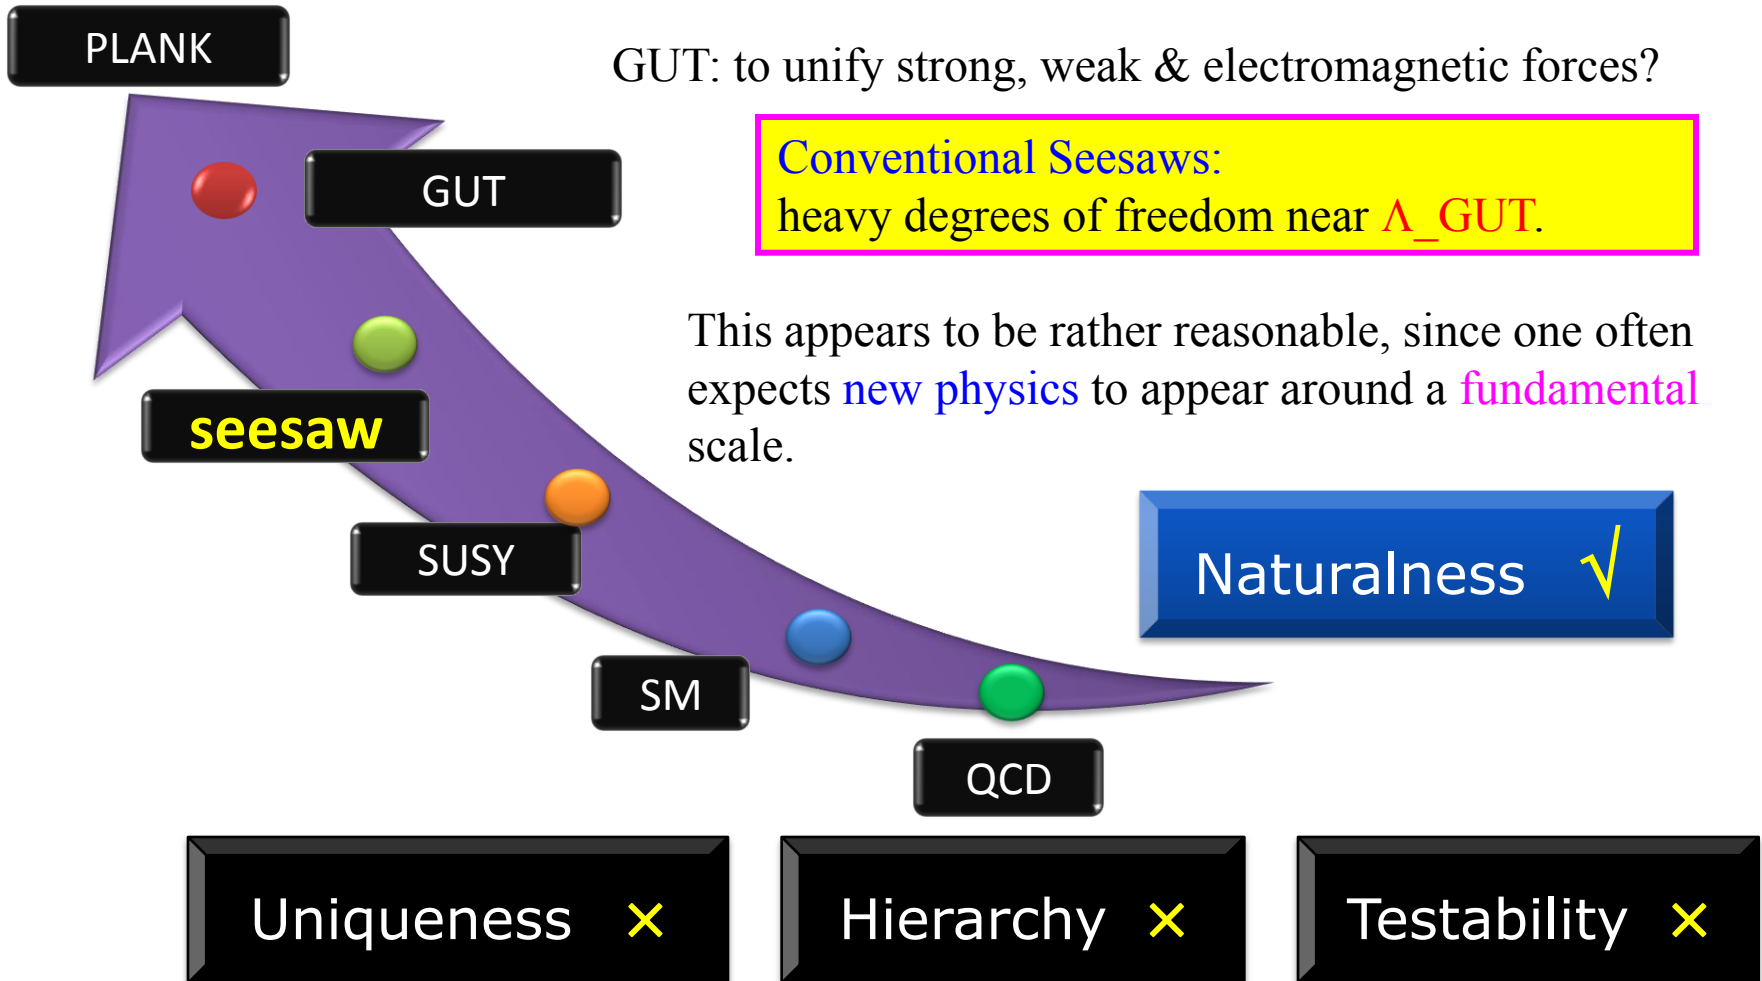 PLANK
GUT: to unify strong, weak & electromagnetic forces?
GUT
Conventional Seesaws:
heavy degrees of freedom near Λ_GUT.
This appears to be rather reasonable, since one often
expects new physics to appear around a fundamental
scale.
seesaw
SUSY
Naturalness √
SM
QCD
Uniqueness ×
Hierarchy ×
Testability ×